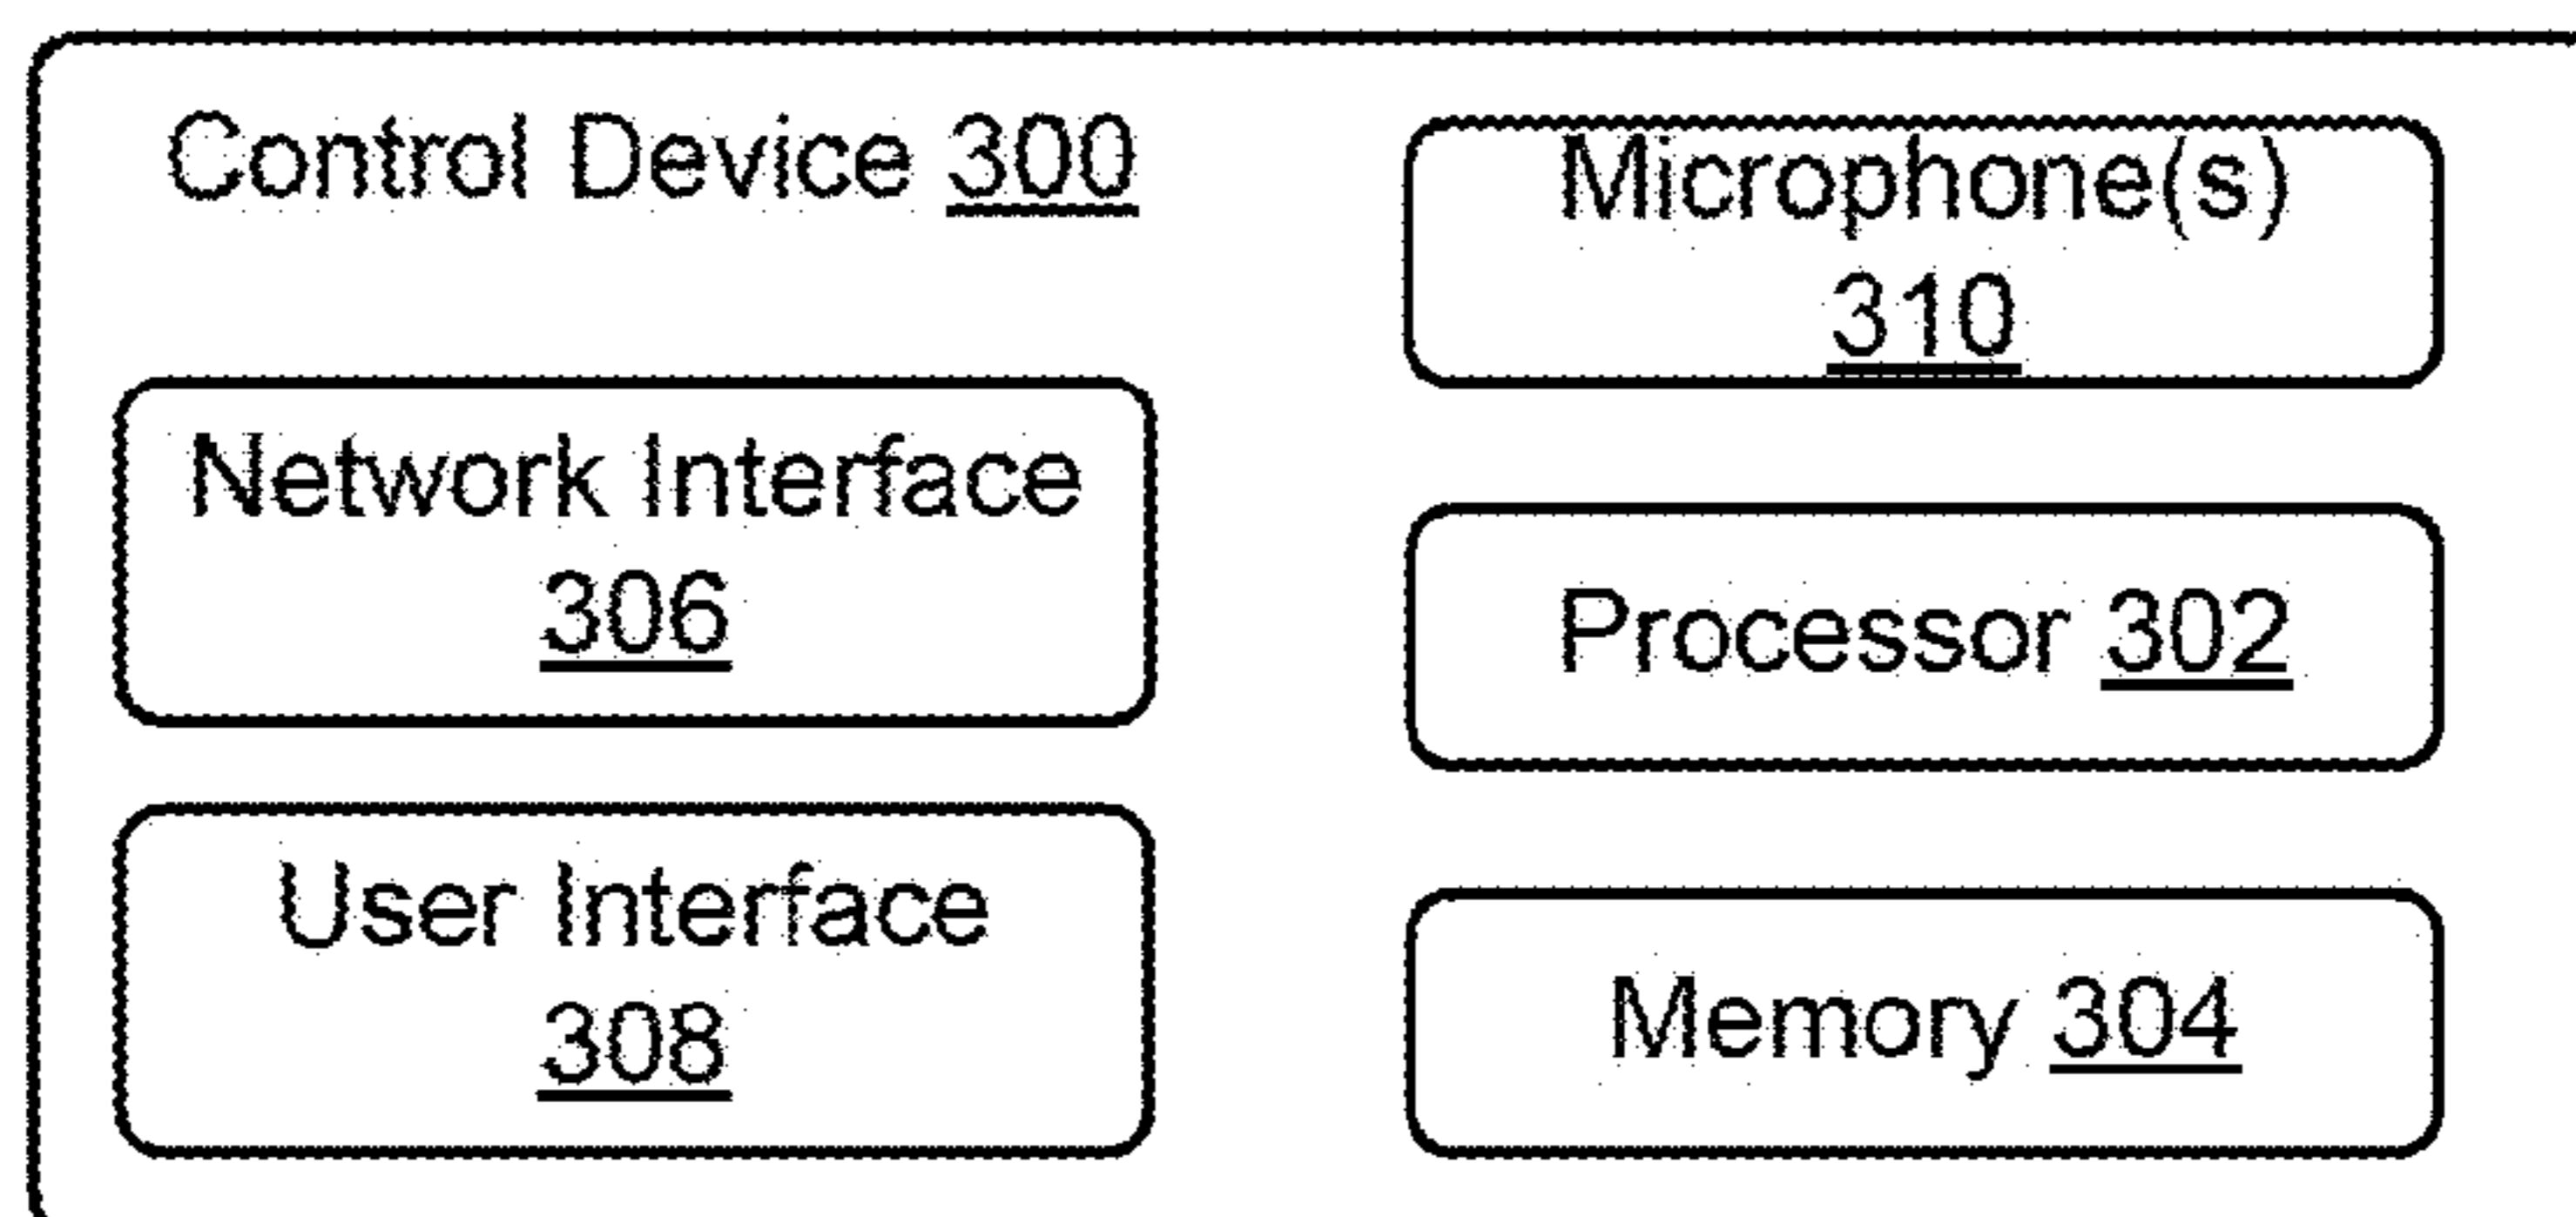 Control Device 300
Network Interface
306
User Interface
308
Microphone(s)
310
Processor 302
Memory 304